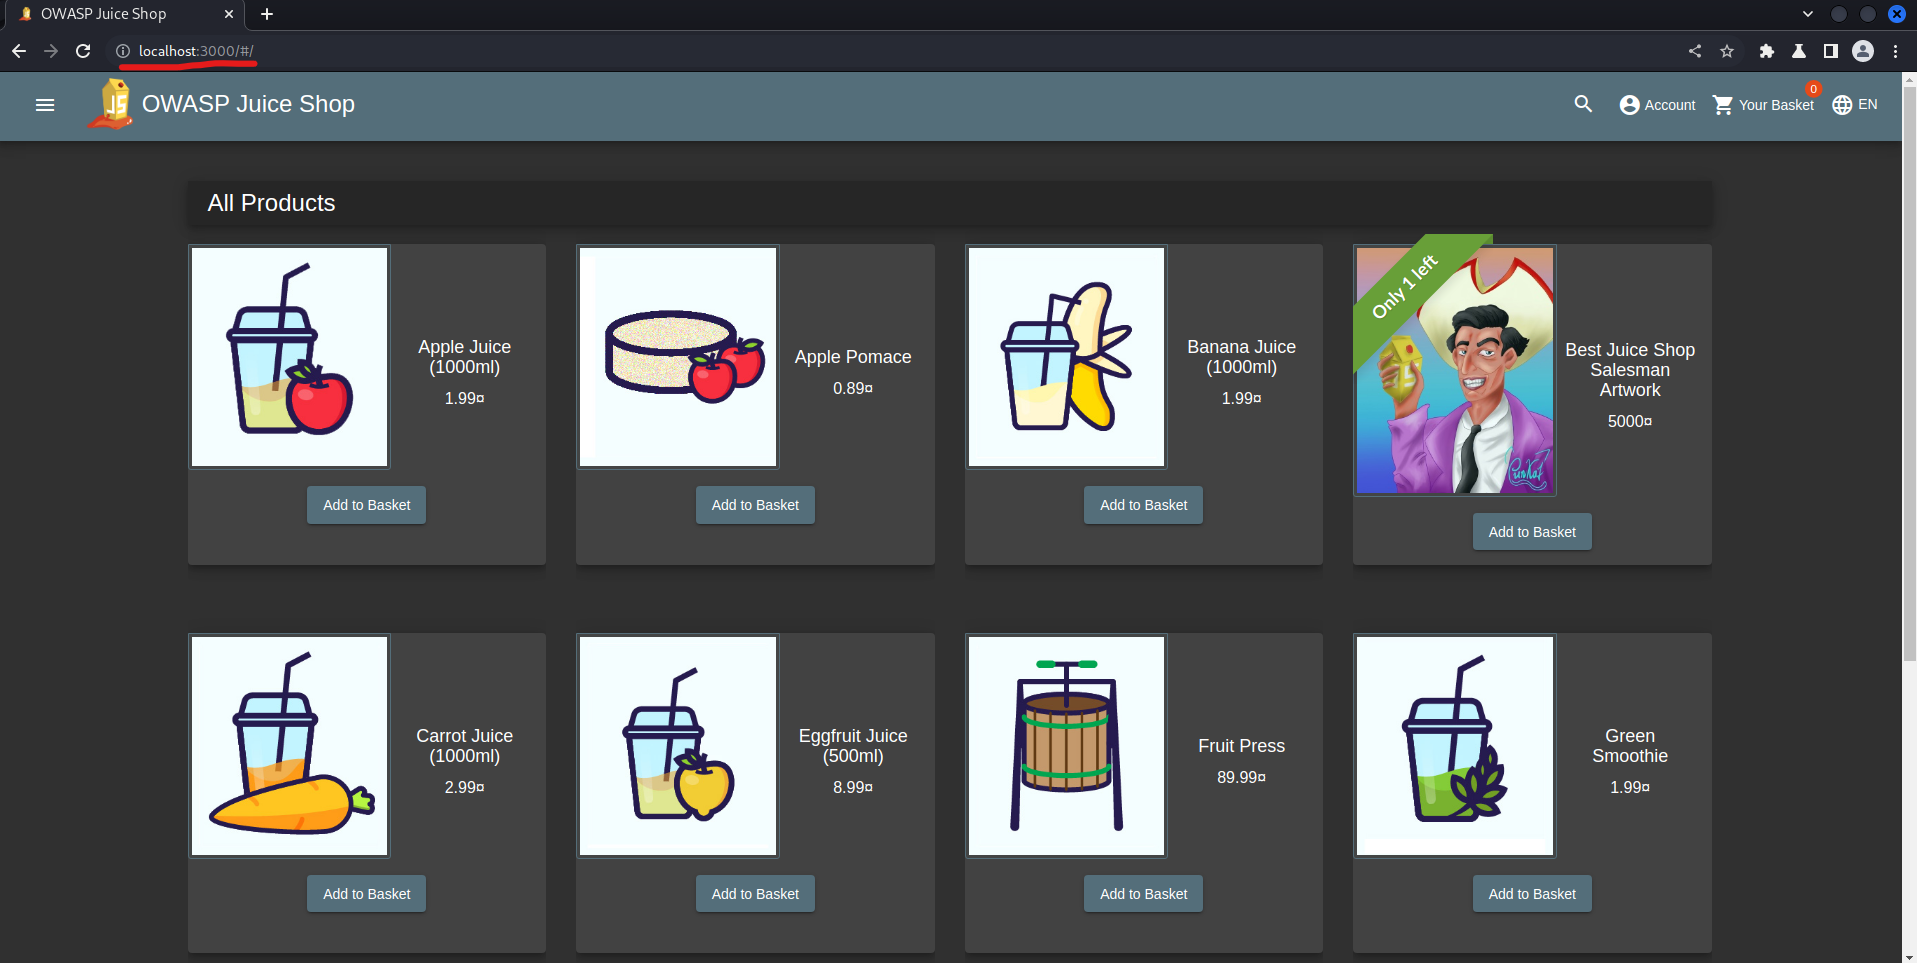 OWASP Juice Shop
localhost:3000/#/
JS
OWASP Juice Shop
Account
0
Your Basket
EN
All Products
Apple Juice
(1000ml)
1.99¤
Add to Basket
Apple Pomace
0.89¤
Add to Basket
Banana Juice
(1000ml)
1.99¤
Add to Basket
Only 1 left
Best Juice Shop
Salesman
Artwork
5000¤
Add to Basket
Carrot Juice
(1000ml)
2.99¤
Add to Basket
Eggfruit Juice
(500ml)
8.99¤
Add to Basket
Fruit Press
89.99¤
Add to Basket
Green
Smoothie
1.99¤
Add to Basket